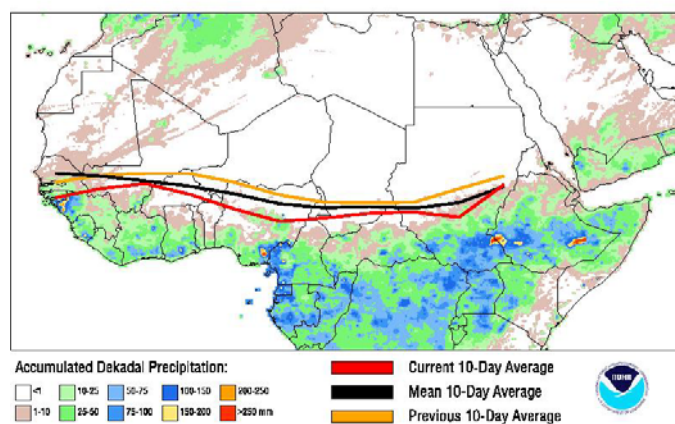 Accumulated Dekadal Precipitation:
<1
10-25
50-75
100-150
200-250
1-10
25-50
75-100
150-200
>250 mm
Current 10-Day Average
Mean 10-Day Average
Previous 10-Day Average
NOAA